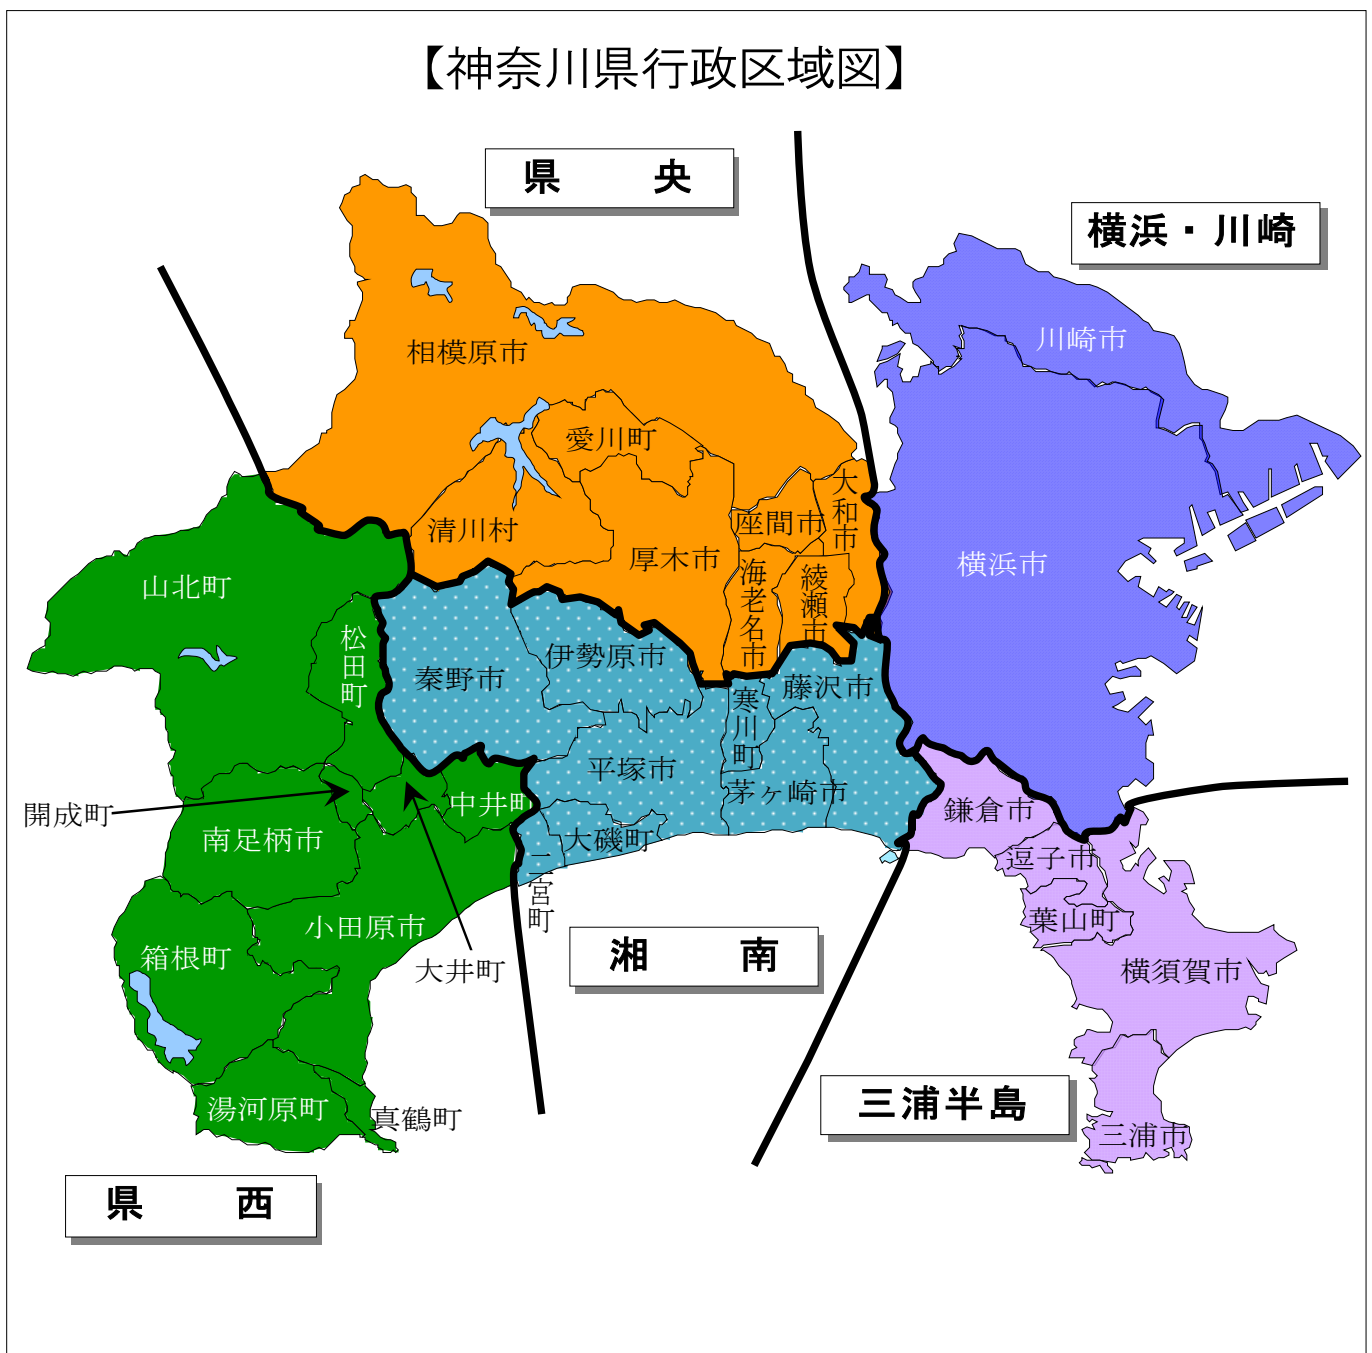 【神奈川県行政区域図】
県　央
横浜・川崎
川崎市
相模原市
愛川町
大和市
座間市
清川村
厚木市
横浜市
海老名市
綾瀬市
山北町
松田町
伊勢原市
秦野市
藤沢市
寒川町
平塚市
茅ヶ崎市
中井町
鎌倉市
開成町
南足柄市
大磯町
逗子市
二宮町
葉山町
小田原市
箱根町
湘　南
大井町
横須賀市
三浦半島
湯河原町
真鶴町
三浦市
県　西